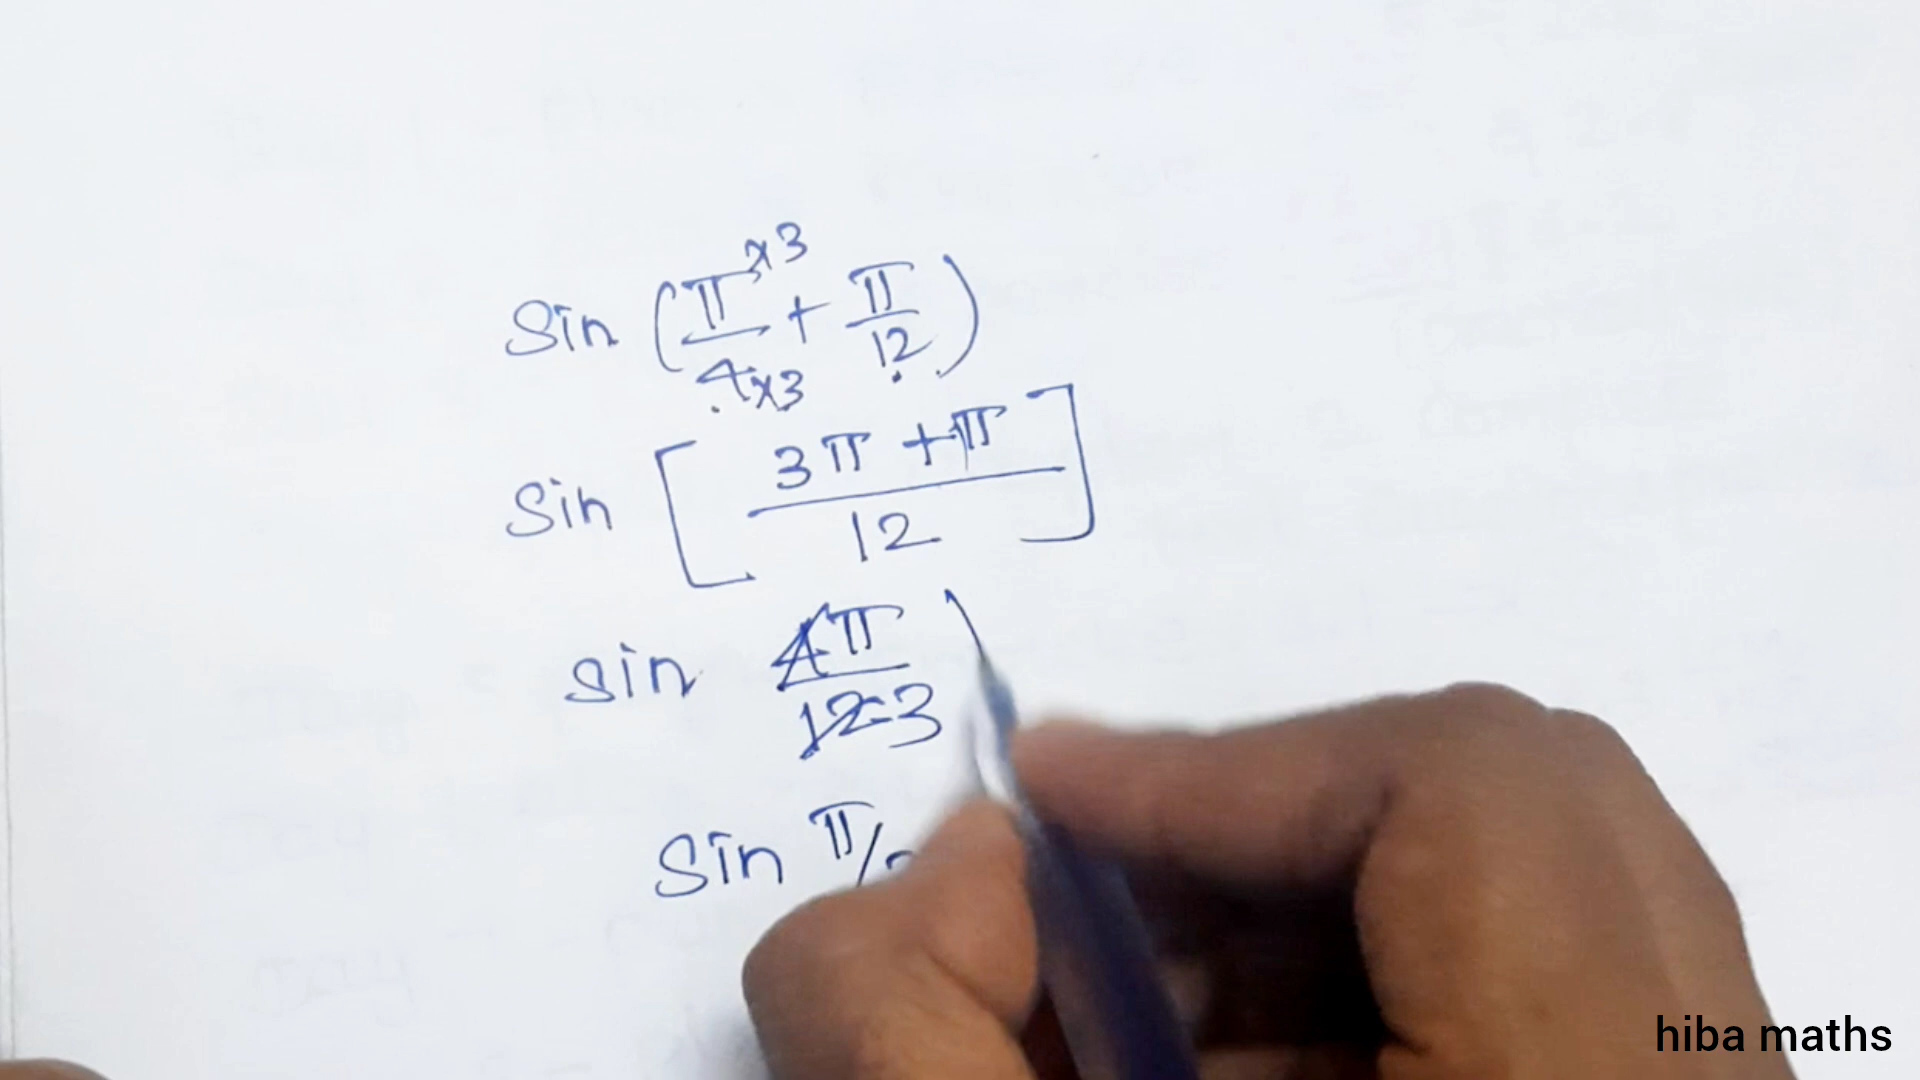 Sin (π×3/4×3 + π/12)
Sin [3π + π/12]
sin 4π/12 3)
Sin π/
hiba maths